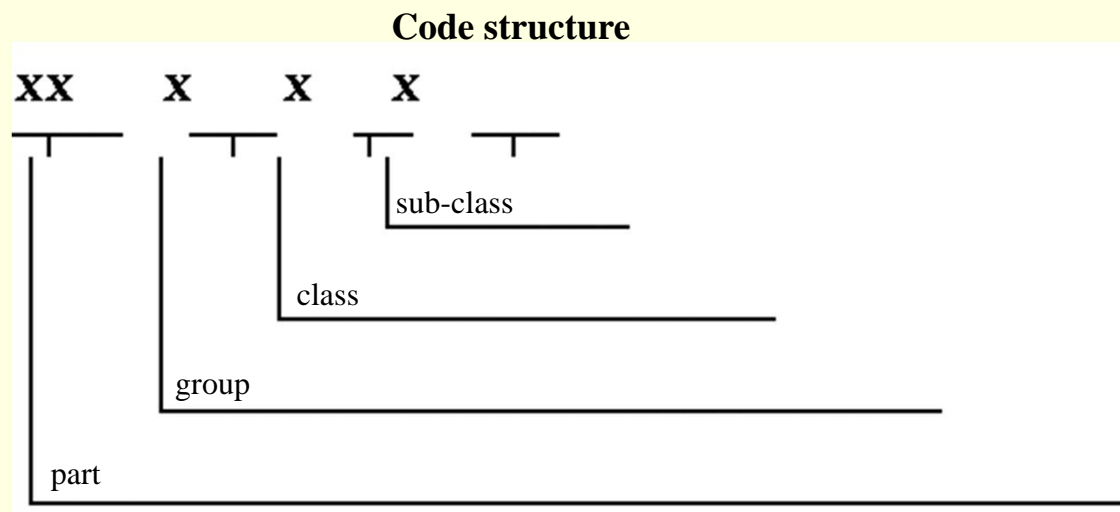 Code structure
XX X X X
sub-class
class
group
part